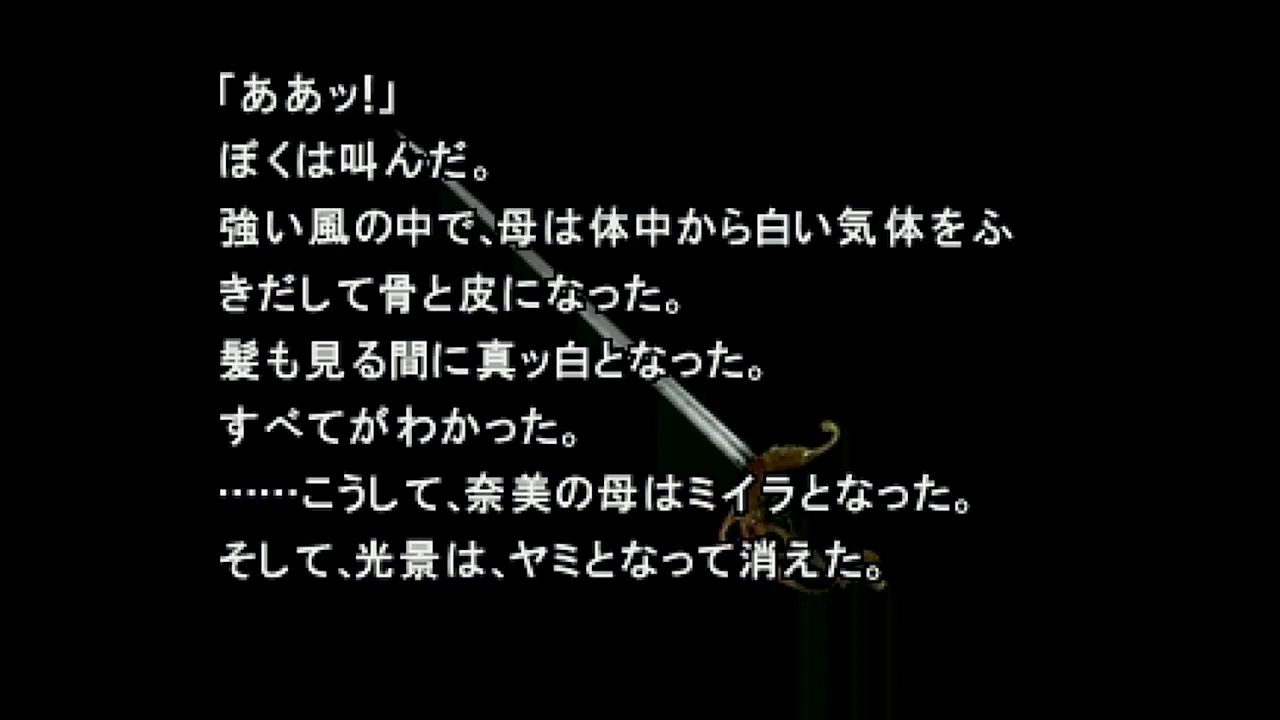 「ああッ!」
ぼくは叫んだ。
強い風の中で、母は体中から白い気体をふ
きだして骨と皮になった。
髪も見る間に真ッ白となった。
すべてがわかった。
……こうして、奈美の母はミイラとなった。
そして、光景は、ヤミとなって消えた。